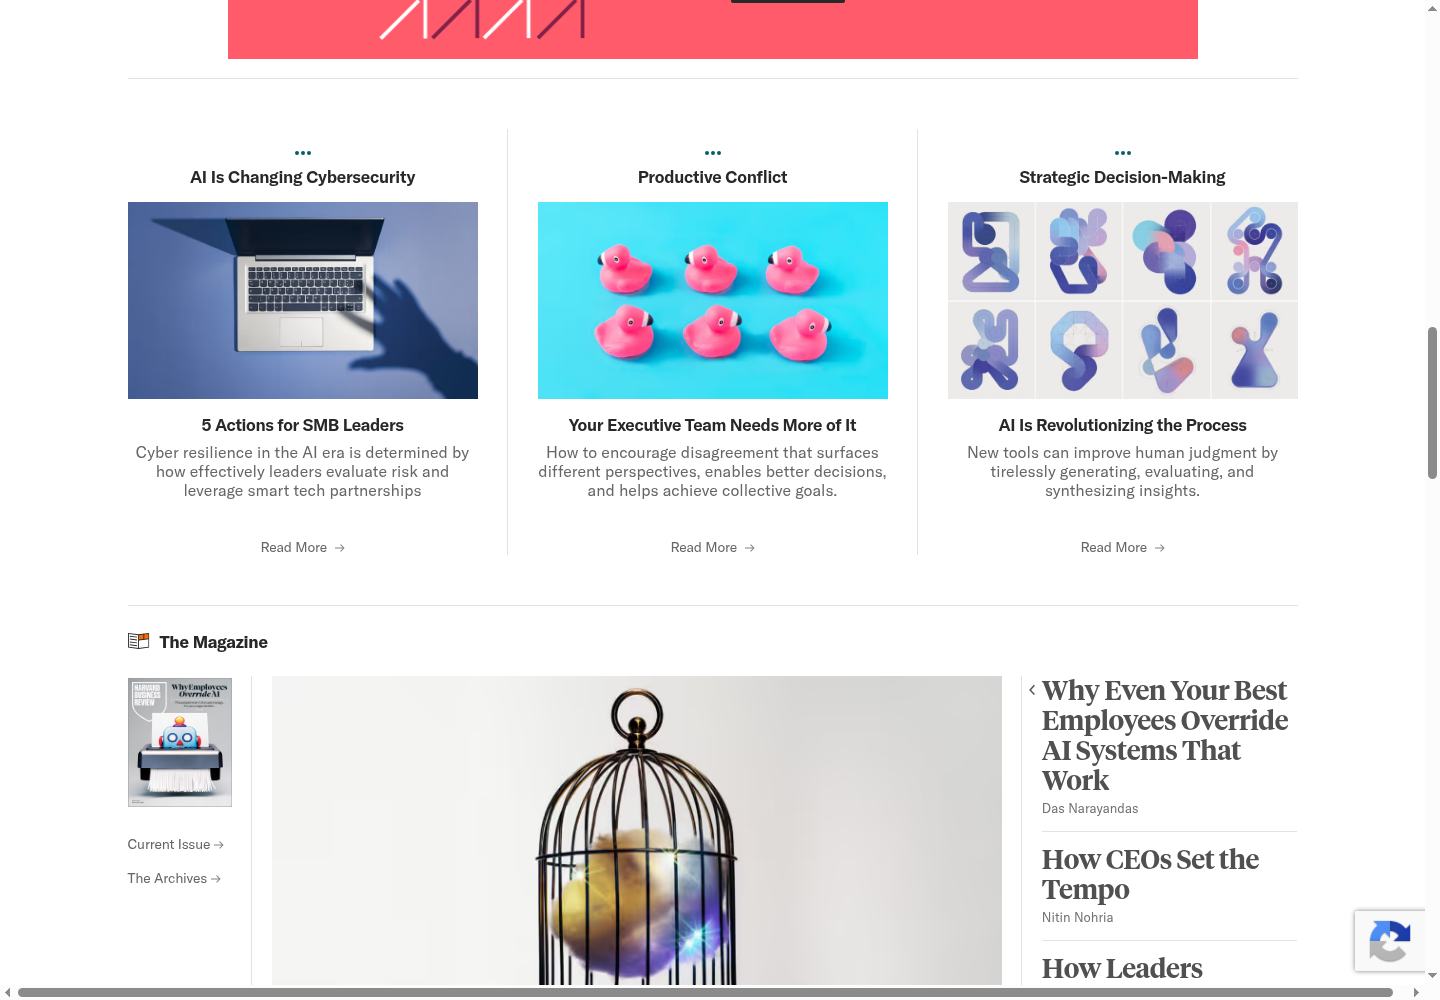 AI Is Changing Cybersecurity
5 Actions for SMB Leaders
Cyber resilience in the AI era is determined by
how effectively leaders evaluate risk and
leverage smart tech partnerships
Read More →
Productive Conflict
Your Executive Team Needs More of It
How to encourage disagreement that surfaces
different perspectives, enables better decisions,
and helps achieve collective goals.
Read More →
Strategic Decision-Making
AI Is Revolutionizing the Process
New tools can improve human judgment by
tirelessly generating, evaluating, and
synthesizing insights.
Read More →
The Magazine
HARVARD
BUSINESS
REVIEW
Why Employees
Override AI
Current Issue →
The Archives →
Why Even Your Best
Employees Override
AI Systems That
Work
Das Narayandas
How CEOs Set the
Tempo
Nitin Nohria
How Leaders